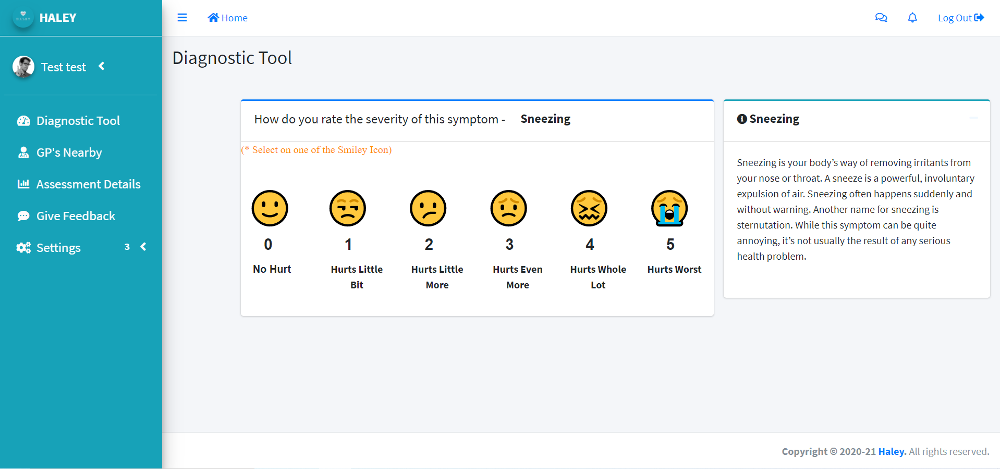 HALEY
HALEY
Home
Log Out
Test test
Diagnostic Tool
GP's Nearby
Assessment Details
Give Feedback
Settings 3
Diagnostic Tool
How do you rate the severity of this symptom - Sneezing
(* Select on one of the Smiley Icon)
0 1 2 3 4 5
No Hurt
Hurts Little
Bit
Hurts Little
More
Hurts Even
More
Hurts Whole
Lot
Hurts Worst
Sneezing
Sneezing is your body’s way of removing irritants from
your nose or throat. A sneeze is a powerful, involuntary
expulsion of air. Sneezing often happens suddenly and
without warning. Another name for sneezing is
sternutation. While this symptom can be quite
annoying, it’s not usually the result of any serious
health problem.
Copyright © 2020-21 Haley. All rights reserved.